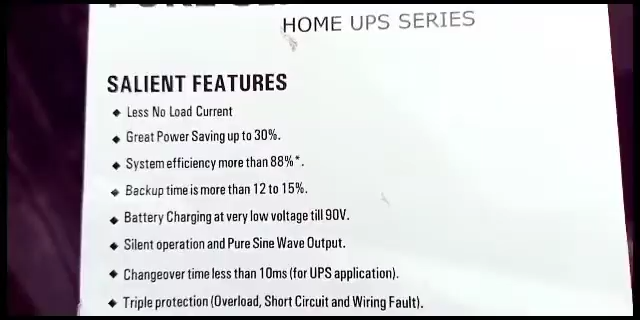 HOME UPS SERIES
SALIENT FEATURES
◆ Less No Load Current
◆ Great Power Saving up to 30%.
◆ System efficiency more than 88%*.
◆ Backup time is more than 12 to 15%.
◆ Battery Charging at very low voltage till 90V.
◆ Silent operation and Pure Sine Wave Output.
◆ Changeover time less than 10ms (for UPS application).
◆ Triple protection (Overload, Short Circuit and Wiring Fault).